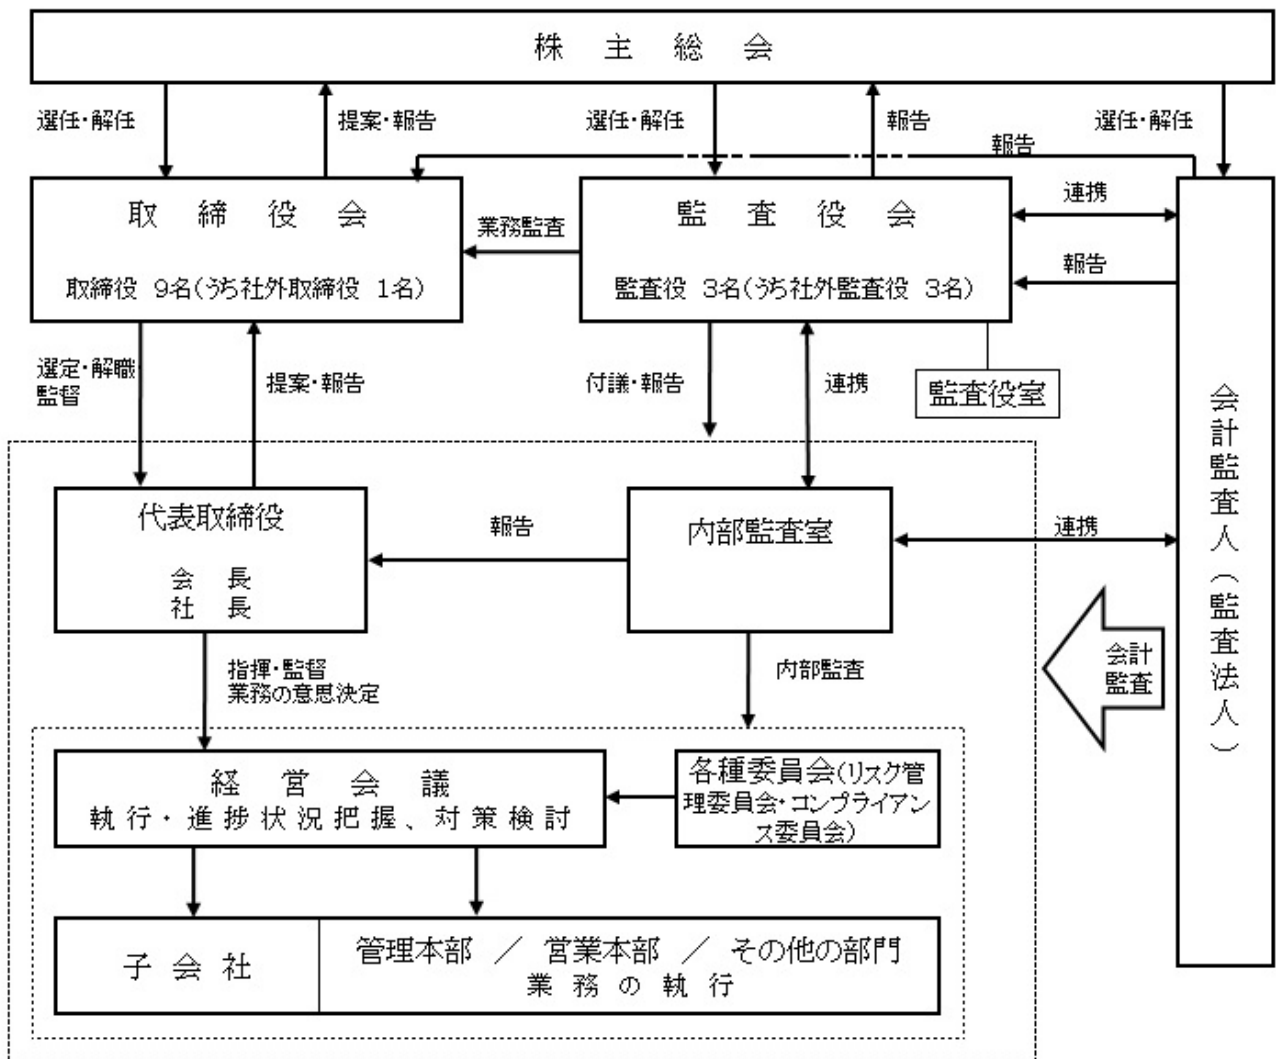 株主総会
選任・解任
提案・報告
選任・解任
報告
選任・解任
報告
取締役会
取締役 9名(うち社外取締役 1名)
業務監査
監査役会
監査役 3名(うち社外監査役 3名)
連携
報告
選定・解職
監督
提案・報告
付議・報告
連携
監査役室
会計監査人(監査法人)
代表取締役
会長
社長
報告
内部監査室
連携
会計
監査
指揮・監督
業務の意思決定
内部監査
経営会議
執行・進捗状況把握、対策検討
各種委員会(リスク管
理委員会・コンプライアン
ス委員会)
子会社
管理本部 ／ 営業本部 ／ その他の部門
業務の執行